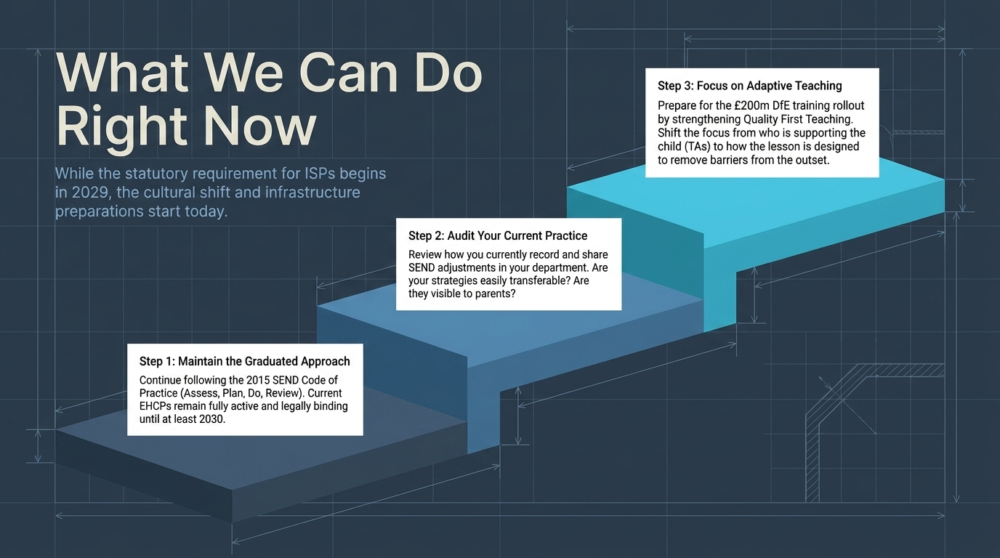 What We Can Do
Right Now
While the statutory requirement for ISPs begins
in 2029, the cultural shift and infrastructure
preparations start today.
Step 1: Maintain the Graduated Approach
Continue following the 2015 SEND Code of
Practice (Assess, Plan, Do, Review). Current
EHCPs remain fully active and legally binding
until at least 2030.
Step 2: Audit Your Current Practice
Review how you currently record and share
SEND adjustments in your department. Are
your strategies easily transferable? Are
they visible to parents?
Step 3: Focus on Adaptive Teaching
Prepare for the £200m DfE training rollout
by strengthening Quality First Teaching.
Shift the focus from who is supporting the
child (TAs) to how the lesson is designed
to remove barriers from the outset.